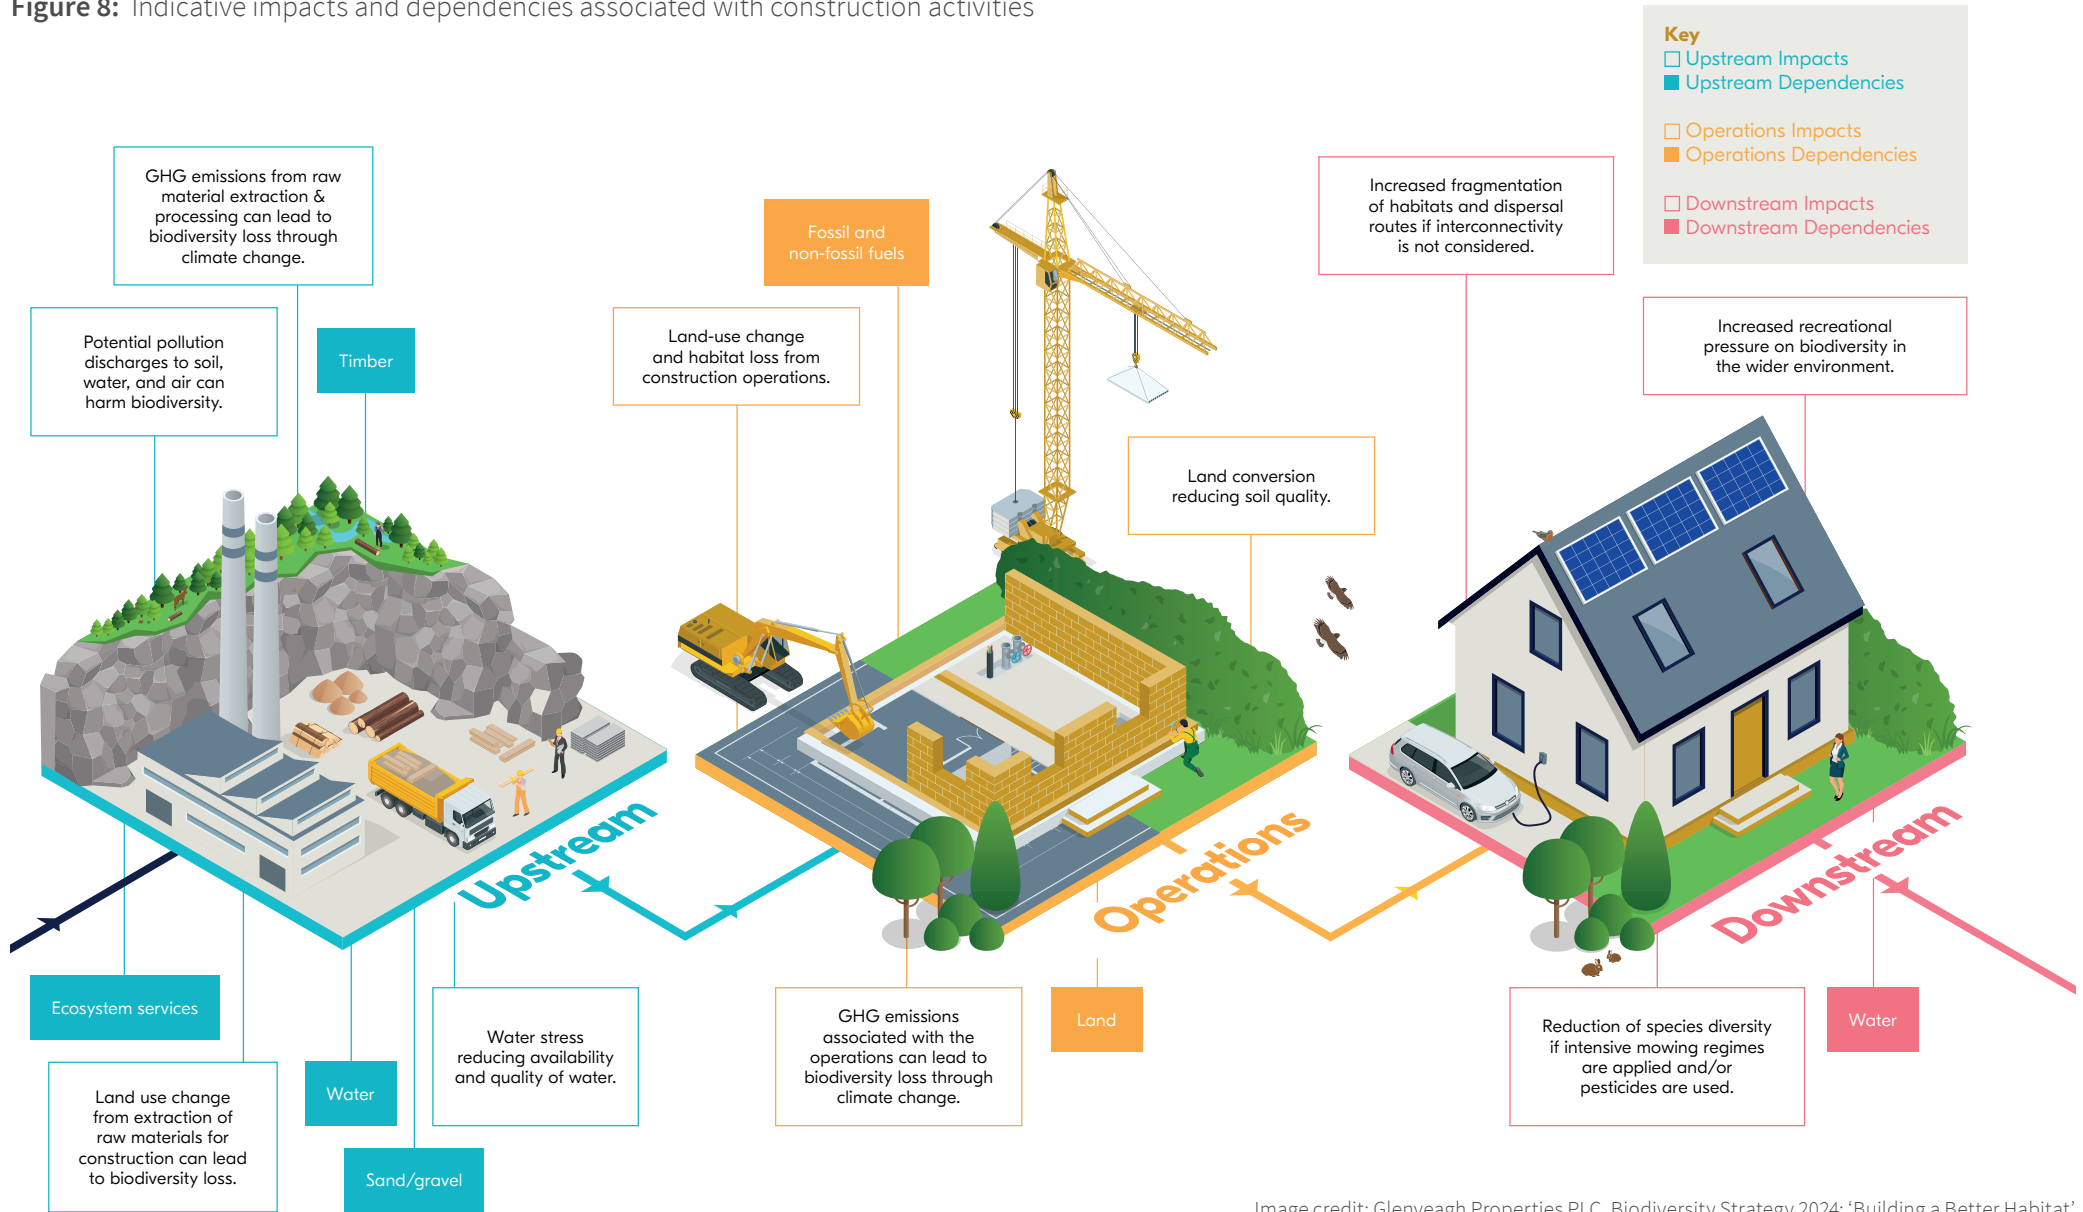 Figure 8: Indicative impacts and dependencies associated with construction activities
Key
Upstream Impacts
Upstream Dependencies
Operations Impacts
Operations Dependencies
Downstream Impacts
Downstream Dependencies
GHG emissions from raw
material extraction &
processing can lead to
biodiversity loss through
climate change.
Potential pollution
discharges to soil,
water, and air can
harm biodiversity.
Timber
Fossil and
non-fossil fuels
Land-use change
and habitat loss from
construction operations.
Land conversion
reducing soil quality.
Increased fragmentation
of habitats and dispersal
routes if interconnectivity
is not considered.
Increased recreational
pressure on biodiversity in
the wider environment.
Upstream
Operations
Downstream
Ecosystem services
Land use change
from extraction of
raw materials for
construction can lead
to biodiversity loss.
Water
Sand/gravel
Water stress
reducing availability
and quality of water.
GHG emissions
associated with the
operations can lead to
biodiversity loss through
climate change.
Land
Reduction of species diversity
if intensive mowing regimes
are applied and/or
pesticides are used.
Water
Image credit: Glenveagh Properties PLC. Biodiversity Strategy 2024: ‘Building a Better Habitat’